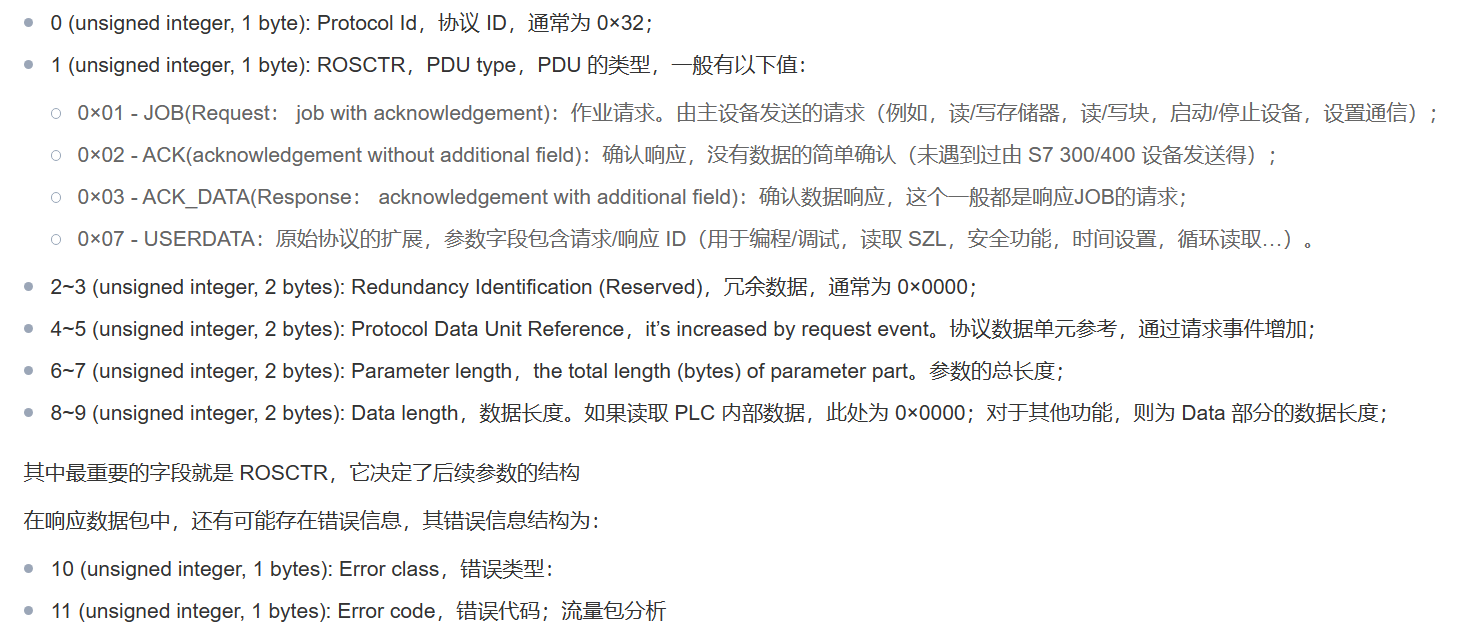 0 (unsigned integer, 1 byte): Protocol Id，协议 ID，通常为 0×32；
1 (unsigned integer, 1 byte): ROSCTR，PDU type，PDU 的类型，一般有以下值：
0×01 - JOB(Request： job with acknowledgement)：作业请求。由主设备发送的请求（例如，读/写存储器，读/写块，启动/停止设备，设置通信）；
0×02 - ACK(acknowledgement without additional field)：确认响应，没有数据的简单确认（未遇到过由 S7 300/400 设备发送得）；
0×03 - ACK_DATA(Response： acknowledgement with additional field)：确认数据响应，这个一般都是响应JOB的请求；
0×07 - USERDATA：原始协议的扩展，参数字段包含请求/响应 ID（用于编程/调试，读取 SZL，安全功能，时间设置，循环读取…）。
2~3 (unsigned integer, 2 bytes): Redundancy Identification (Reserved)，冗余数据，通常为 0×0000；
4~5 (unsigned integer, 2 bytes): Protocol Data Unit Reference，it’s increased by request event。协议数据单元参考，通过请求事件增加；
6~7 (unsigned integer, 2 bytes): Parameter length，the total length (bytes) of parameter part。参数的总长度；
8~9 (unsigned integer, 2 bytes): Data length，数据长度。如果读取 PLC 内部数据，此处为 0×0000；对于其他功能，则为 Data 部分的数据长度；
其中最重要的字段就是 ROSCTR，它决定了后续参数的结构
在响应数据包中，还有可能存在错误信息，其错误信息结构为：
10 (unsigned integer, 1 bytes): Error class，错误类型：
11 (unsigned integer, 1 bytes): Error code，错误代码；流量包分析